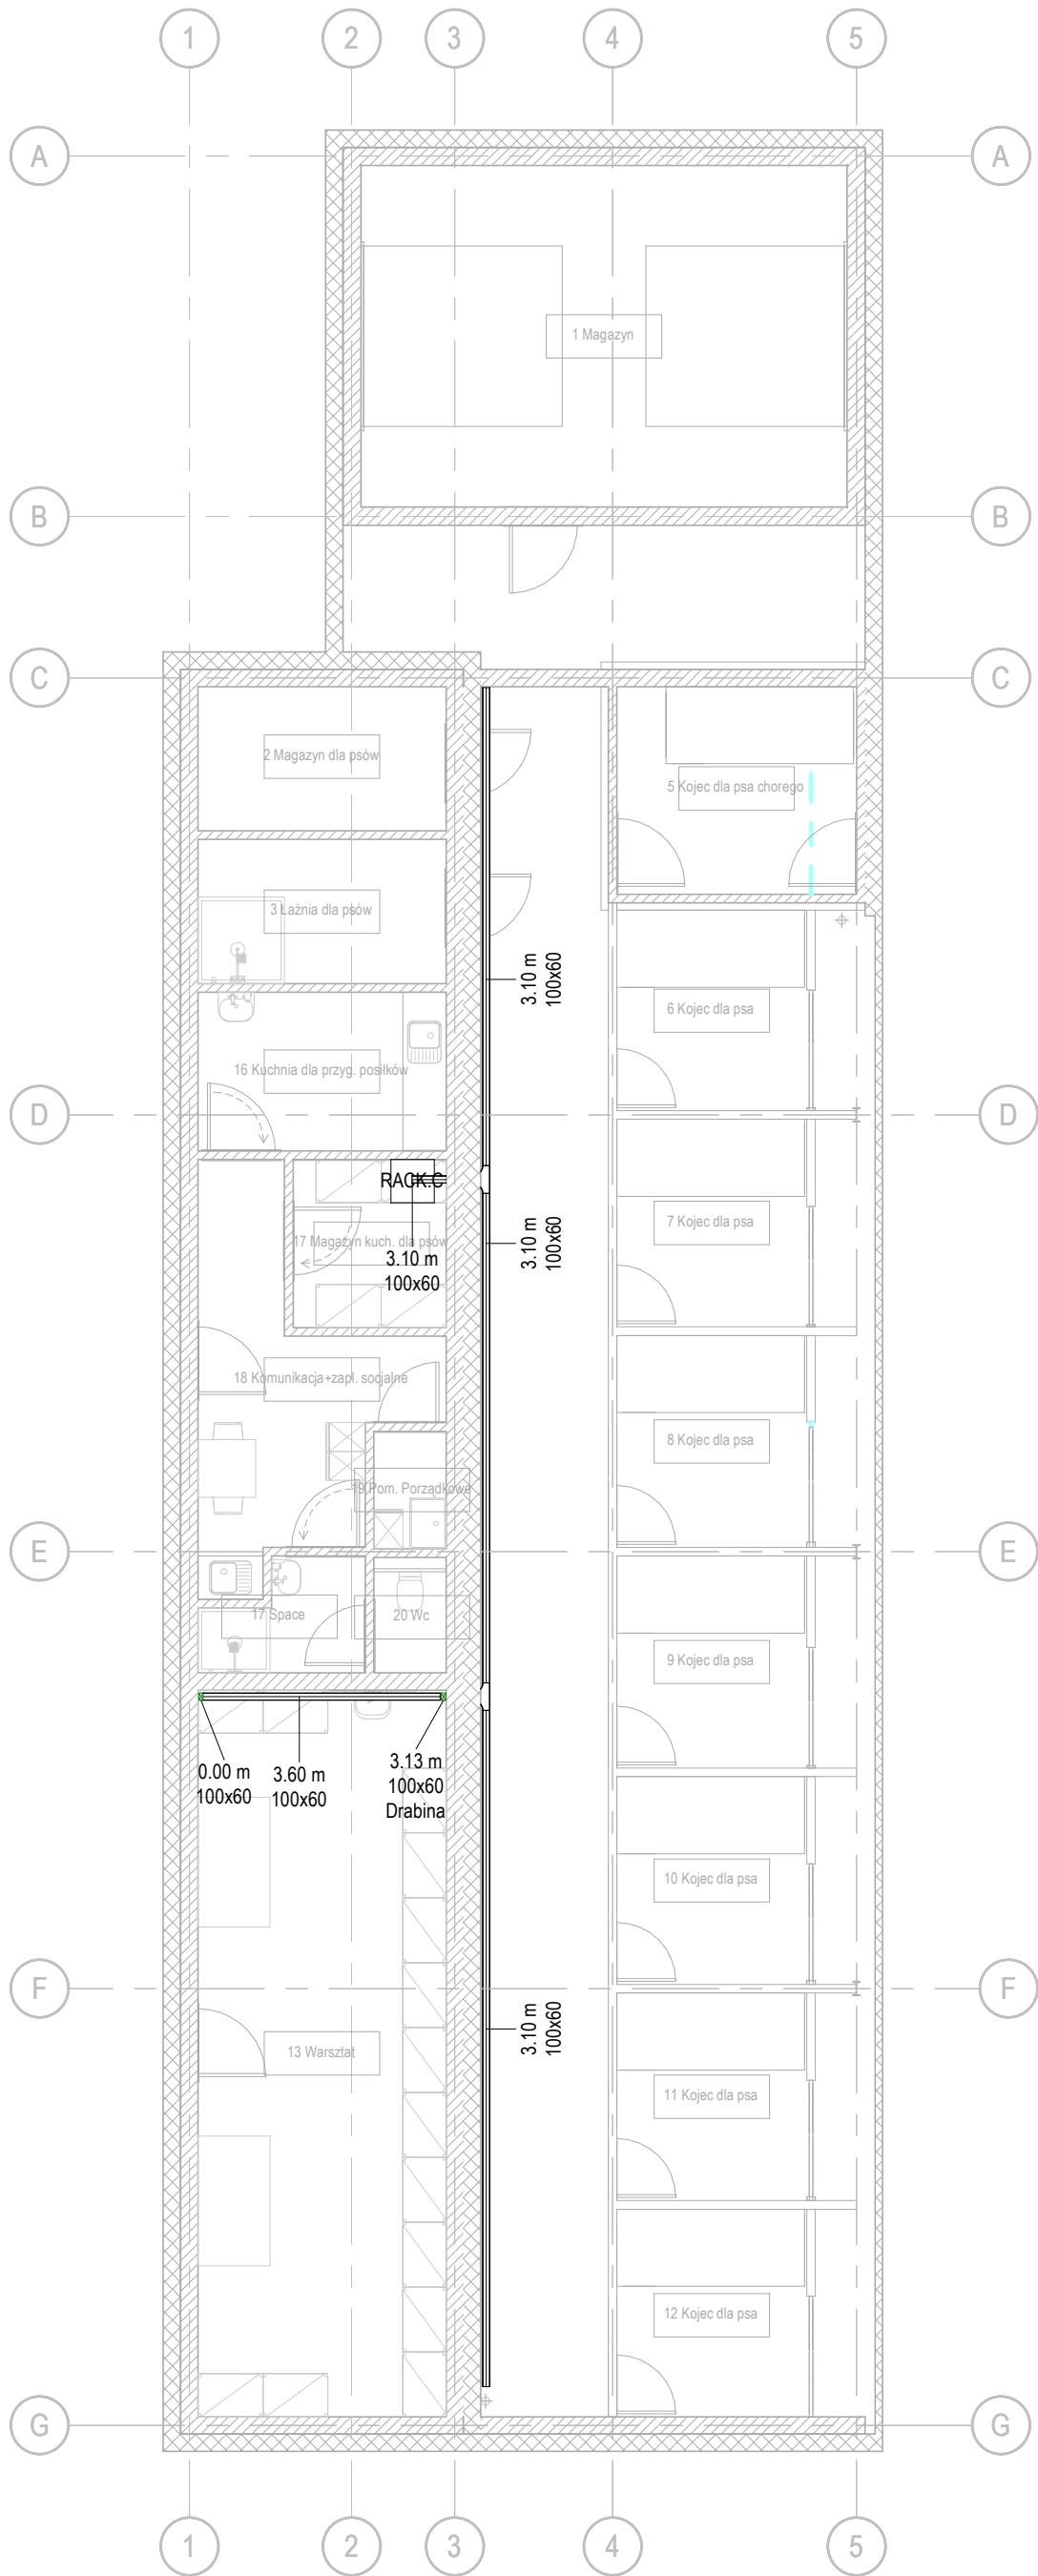 1 2 3 4 5
A A
1 Magazyn
B B
C C
2 Magazyn dla psów
5 Kojec dla psa chorego
3 Łaźnia dla psów
3.10 m
100x60
6 Kojec dla psa
16 Kuchnia dla przyg. posiłków
D D
RACK.C
7 Kojec dla psa
17 Magazyn kuch. dla psów
3.10 m
100x60
3.10 m
100x60
18 Komunikacja+zapl. socjalne
8 Kojec dla psa
19 Pom. Porządkowe
E E
17 Space
20 Wc
9 Kojec dla psa
0.00 m
100x60
3.60 m
100x60
3.13 m
100x60
Drabina
10 Kojec dla psa
F F
3.10 m
100x60
13 Warsztat
11 Kojec dla psa
12 Kojec dla psa
G G
1 2 3 4 5